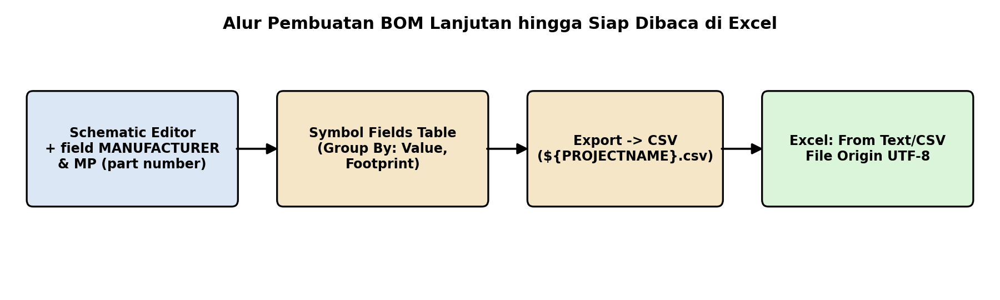 Alur Pembuatan BOM Lanjutan hingga Siap Dibaca di Excel
Schematic Editor
+ field MANUFACTURER
& MP (part number)
Symbol Fields Table
(Group By: Value,
Footprint)
Export -> CSV
(${PROJECTNAME}.csv)
Excel: From Text/CSV
File Origin UTF-8